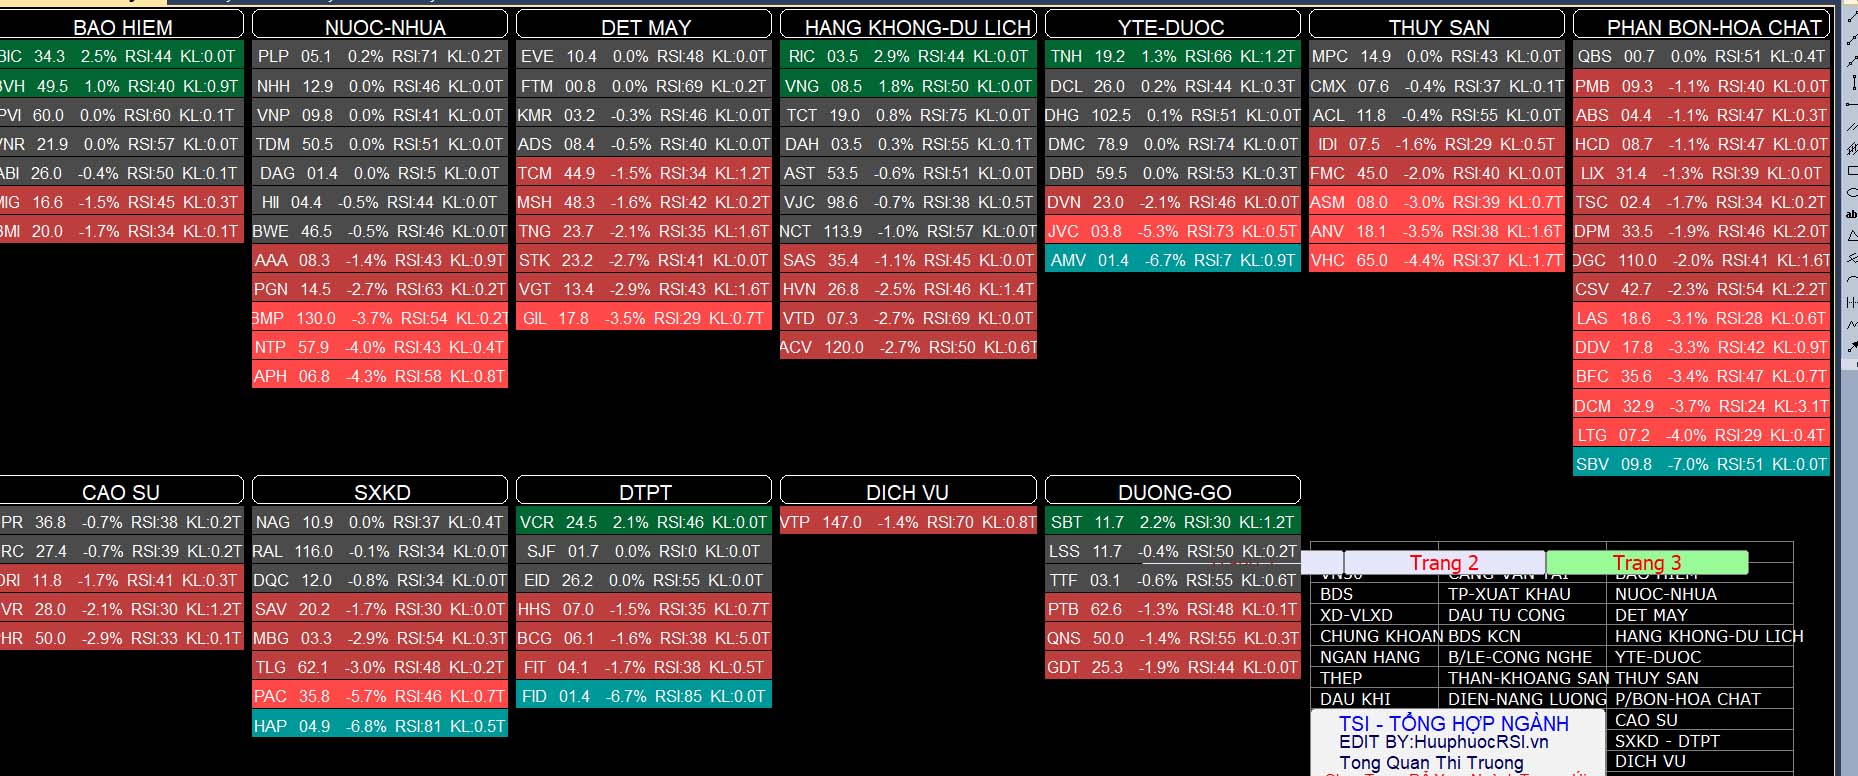 BAO HIEM
BIC 34.3 2.5% RSI:44 KL:0.0T
BVH 49.5 1.0% RSI:40 KL:0.9T
PVI 60.0 0.0% RSI:60 KL:0.1T
VNR 21.9 0.0% RSI:57 KL:0.0T
ABI 26.0 -0.4% RSI:50 KL:0.1T
MIG 16.6 -1.5% RSI:45 KL:0.3T
BMI 20.0 -1.7% RSI:34 KL:0.1T
NUOC-NHUA
PLP 05.1 0.2% RSI:71 KL:0.2T
NHH 12.9 0.0% RSI:46 KL:0.0T
VNP 09.8 0.0% RSI:41 KL:0.0T
TDM 50.5 0.0% RSI:51 KL:0.0T
DAG 01.4 0.0% RSI:5 KL:0.0T
HII 04.4 -0.5% RSI:44 KL:0.0T
BWE 46.5 -0.5% RSI:46 KL:0.0T
AAA 08.3 -1.4% RSI:43 KL:0.9T
PGN 14.5 -2.7% RSI:63 KL:0.2T
BMP 130.0 -3.7% RSI:54 KL:0.2T
NTP 57.9 -4.0% RSI:43 KL:0.4T
APH 06.8 -4.3% RSI:58 KL:0.8T
DET MAY
EVE 10.4 0.0% RSI:48 KL:0.0T
FTM 00.8 0.0% RSI:69 KL:0.2T
KMR 03.2 -0.3% RSI:46 KL:0.0T
ADS 08.4 -0.5% RSI:40 KL:0.0T
TCM 44.9 -1.5% RSI:34 KL:1.2T
MSH 48.3 -1.6% RSI:42 KL:0.2T
TNG 23.7 -2.1% RSI:35 KL:1.6T
STK 23.2 -2.7% RSI:41 KL:0.0T
VGT 13.4 -2.9% RSI:43 KL:1.6T
GIL 17.8 -3.5% RSI:29 KL:0.7T
HANG KHONG-DU LICH
RIC 03.5 2.9% RSI:44 KL:0.0T
VNG 08.5 1.8% RSI:50 KL:0.0T
TCT 19.0 0.8% RSI:75 KL:0.0T
DAH 03.5 0.3% RSI:55 KL:0.1T
AST 53.5 -0.6% RSI:51 KL:0.0T
VJC 98.6 -0.7% RSI:38 KL:0.5T
NCT 113.9 -1.0% RSI:57 KL:0.0T
SAS 35.4 -1.1% RSI:45 KL:0.0T
HVN 26.8 -2.5% RSI:46 KL:1.4T
VTD 07.3 -2.7% RSI:69 KL:0.0T
ACV 120.0 -2.7% RSI:50 KL:0.6T
YTE-DUOC
TNH 19.2 1.3% RSI:66 KL:1.2T
DCL 26.0 0.2% RSI:44 KL:0.3T
DHG 102.5 0.1% RSI:51 KL:0.0T
DMC 78.9 0.0% RSI:74 KL:0.0T
DBD 59.5 0.0% RSI:53 KL:0.3T
DVN 23.0 -2.1% RSI:46 KL:0.0T
JVC 03.8 -5.3% RSI:73 KL:0.5T
AMV 01.4 -6.7% RSI:7 KL:0.9T
THUY SAN
MPC 14.9 0.0% RSI:43 KL:0.0T
CMX 07.6 -0.4% RSI:37 KL:0.1T
ACL 11.8 -0.4% RSI:55 KL:0.0T
IDI 07.5 -1.6% RSI:29 KL:0.5T
FMC 45.0 -2.0% RSI:40 KL:0.0T
ASM 08.0 -3.0% RSI:39 KL:0.7T
ANV 18.1 -3.5% RSI:38 KL:1.6T
VHC 65.0 -4.4% RSI:37 KL:1.7T
PHAN BON-HOA CHAT
QBS 00.7 0.0% RSI:51 KL:0.4T
PMB 09.3 -1.1% RSI:40 KL:0.0T
ABS 04.4 -1.1% RSI:47 KL:0.3T
HCD 08.7 -1.1% RSI:47 KL:0.0T
LIX 31.4 -1.3% RSI:39 KL:0.0T
TSC 02.4 -1.7% RSI:34 KL:0.2T
DPM 33.5 -1.9% RSI:46 KL:2.0T
DGC 110.0 -2.0% RSI:41 KL:1.6T
CSV 42.7 -2.3% RSI:54 KL:2.2T
LAS 18.6 -3.1% RSI:28 KL:0.6T
DDV 17.8 -3.3% RSI:42 KL:0.9T
BFC 35.6 -3.4% RSI:47 KL:0.7T
DCM 32.9 -3.7% RSI:24 KL:3.1T
LTG 07.2 -4.0% RSI:29 KL:0.4T
SBV 09.8 -7.0% RSI:51 KL:0.0T
CAO SU
PR 36.8 -0.7% RSI:38 KL:0.2T
RC 27.4 -0.7% RSI:39 KL:0.2T
DRI 11.8 -1.7% RSI:41 KL:0.3T
VR 28.0 -2.1% RSI:30 KL:1.2T
PHR 50.0 -2.9% RSI:33 KL:0.1T
SXKD
NAG 10.9 0.0% RSI:37 KL:0.4T
RAL 116.0 -0.1% RSI:34 KL:0.0T
DQC 12.0 -0.8% RSI:34 KL:0.0T
SAV 20.2 -1.7% RSI:30 KL:0.0T
MBG 03.3 -2.9% RSI:54 KL:0.3T
TLG 62.1 -3.0% RSI:48 KL:0.2T
PAC 35.8 -5.7% RSI:46 KL:0.7T
HAP 04.9 -6.8% RSI:81 KL:0.5T
DTPT
VCR 24.5 2.1% RSI:46 KL:0.0T
SJF 01.7 0.0% RSI:0 KL:0.0T
EID 26.2 0.0% RSI:55 KL:0.0T
HHS 07.0 -1.5% RSI:35 KL:0.7T
BCG 06.1 -1.6% RSI:38 KL:5.0T
FIT 04.1 -1.7% RSI:38 KL:0.5T
FID 01.4 -6.7% RSI:85 KL:0.0T
DICH VU
VTP 147.0 -1.4% RSI:70 KL:0.8T
DUONG-GO
SBT 11.7 2.2% RSI:30 KL:1.2T
LSS 11.7 -0.4% RSI:50 KL:0.2T
TTF 03.1 -0.6% RSI:55 KL:0.6T
PTB 62.6 -1.3% RSI:48 KL:0.1T
QNS 50.0 -1.4% RSI:55 KL:0.3T
GDT 25.3 -1.9% RSI:44 KL:0.0T
Trang 2 Trang 3
VN30 CANG VAN TAI BAO HIEM
BDS TP-XUAT KHAU NUOC-NHUA
XD-VLXD DAU TU CONG DET MAY
CHUNG KHOAN BDS KCN HANG KHONG-DU LICH
NGAN HANG B/LE-CONG NGHE YTE-DUOC
THEP THAN-KHOANG SAN THUY SAN
DAU KHI DIEN-NANG LUONG P/BON-HOA CHAT
CAO SU
SXKD - DTPT
DICH VU
TSI - TỔNG HỢP NGÀNH
EDIT BY:HuuphuocRSI.vn
Tong Quan Thi Truong